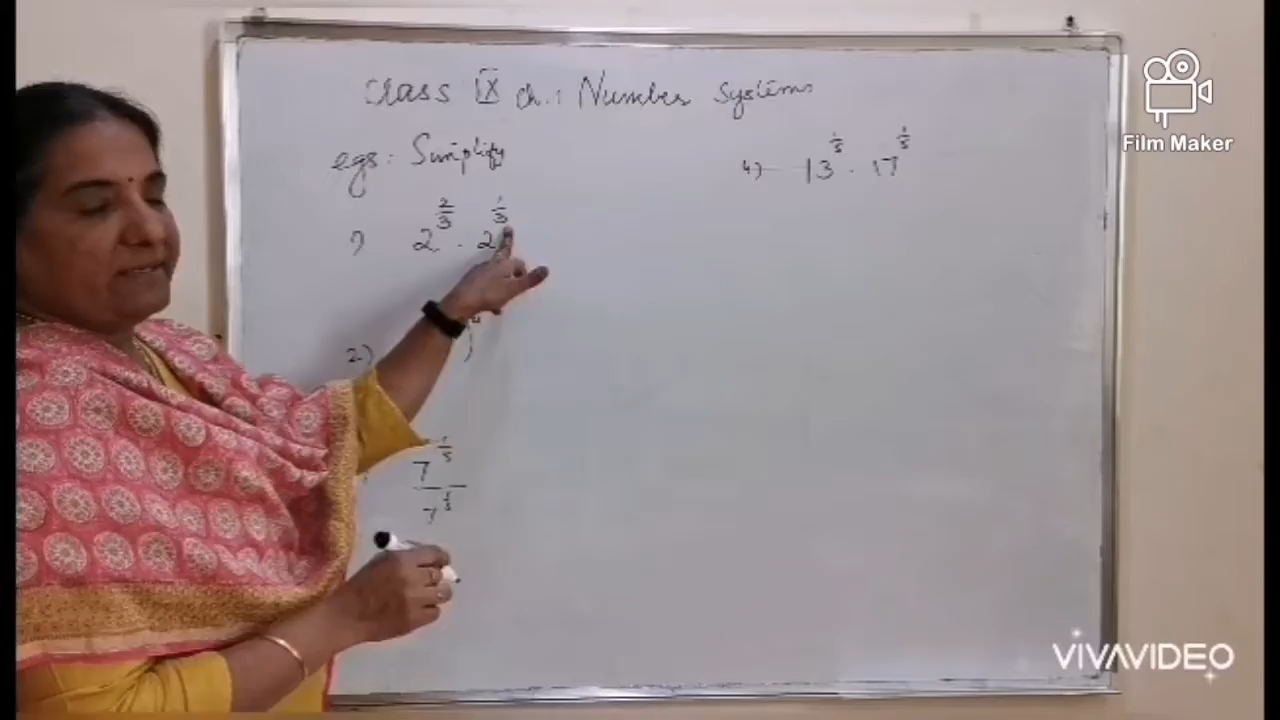 Class IX Ch. 1 Number Systems
egs: Simplify
1) 2^(2/3) . 2^(1/3)
2)
7^(1/5) / 7^(1/3)
4) 13^(1/5) . 17^(1/5)
Film Maker
VIVAVIDEO